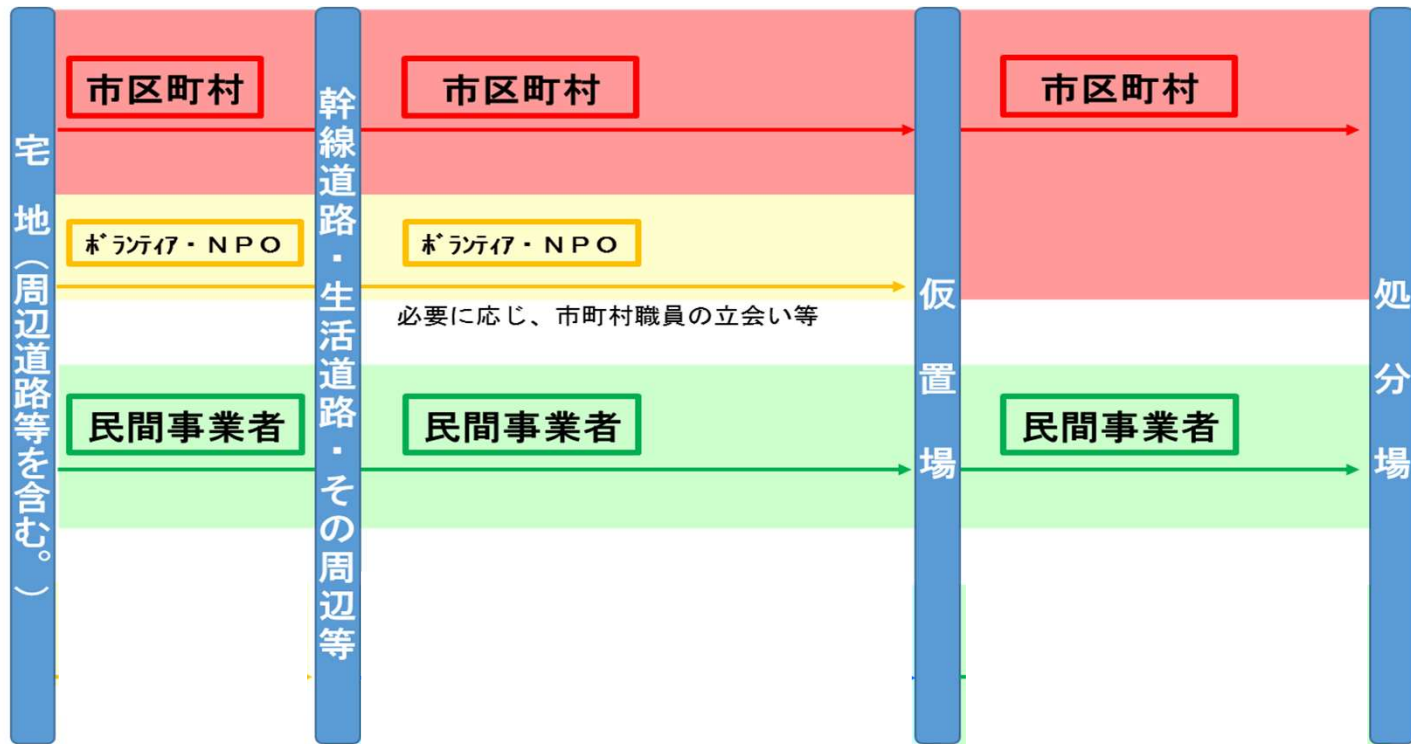 宅地（周辺道路等を含む。）
市区町村
ﾎﾞﾗﾝﾃｨｱ・ＮＰＯ
民間事業者
幹線道路・生活道路・その周辺等
市区町村
ﾎﾞﾗﾝﾃｨｱ・ＮＰＯ
必要に応じ、市町村職員の立会い等
民間事業者
仮置場
市区町村
民間事業者
処分場